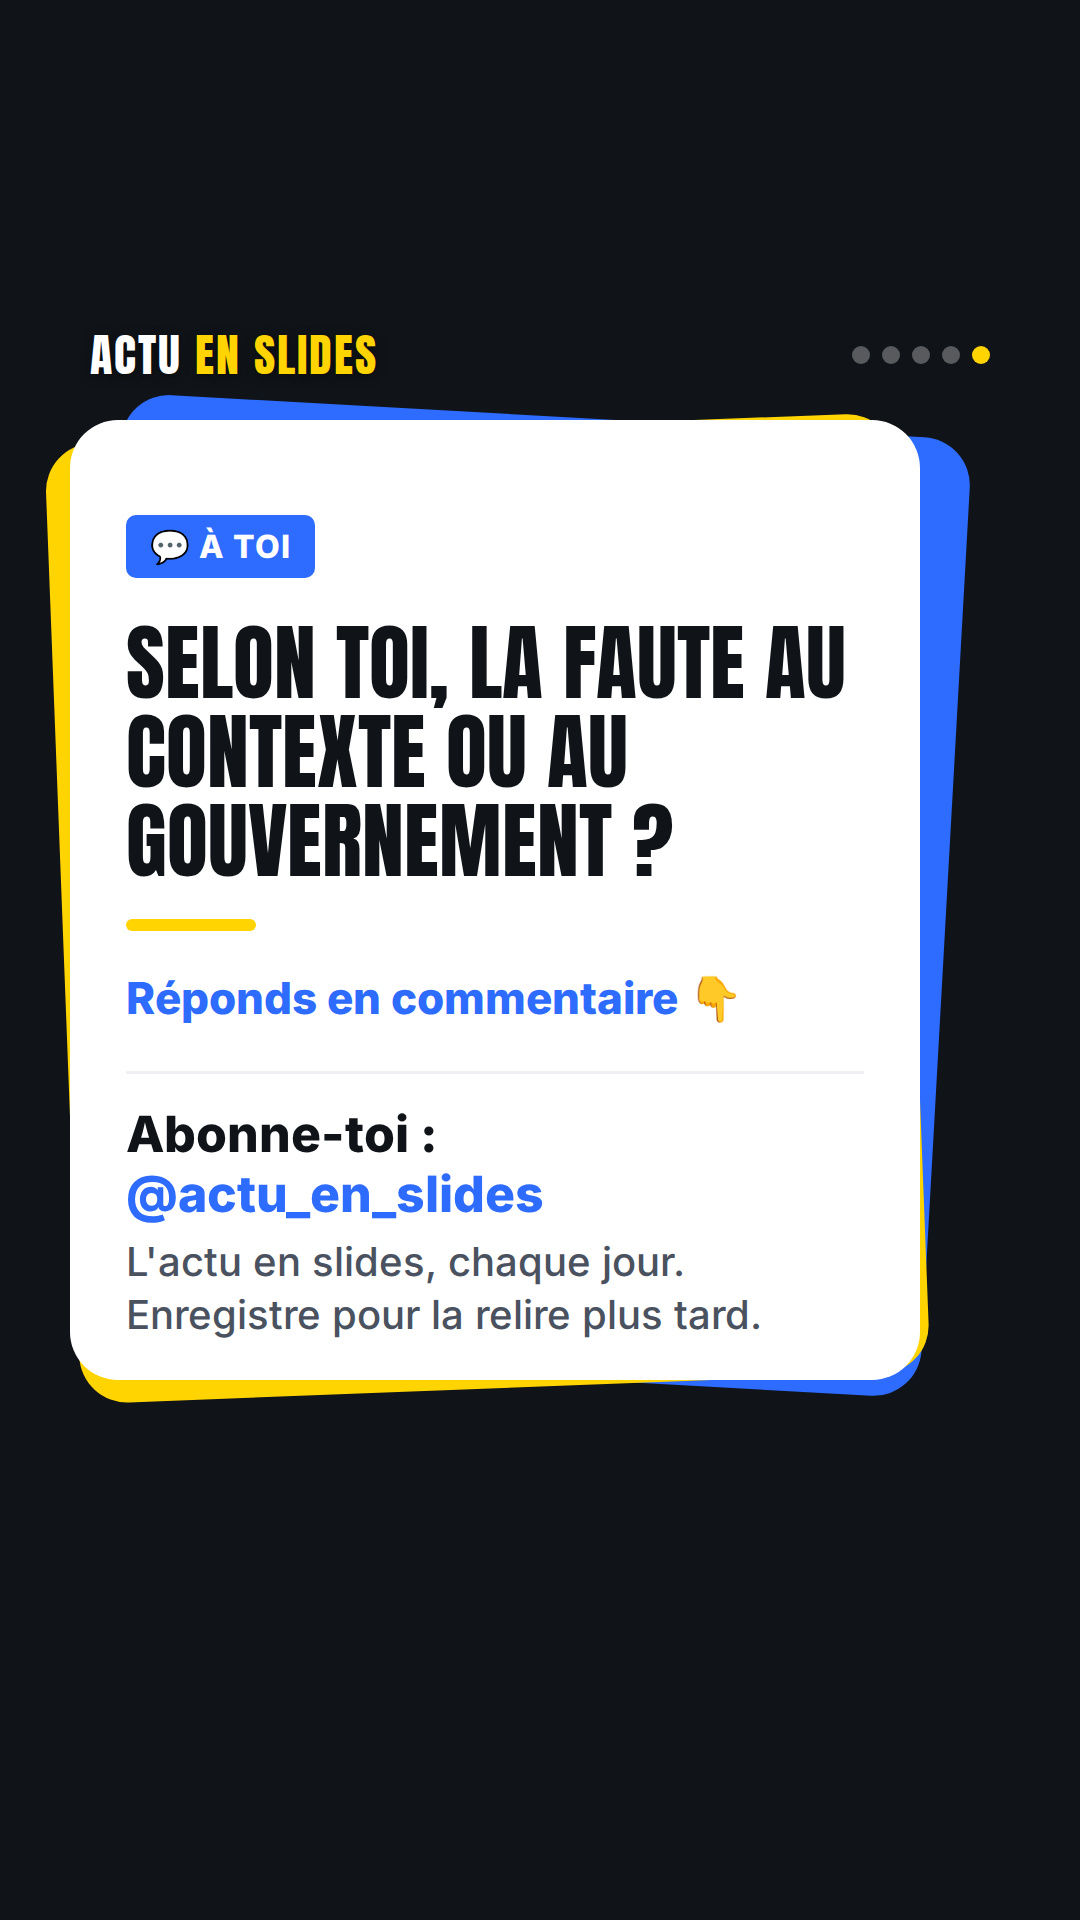 ACTU EN SLIDES
💬 À TOI
SELON TOI, LA FAUTE AU
CONTEXTE OU AU
GOUVERNEMENT ?
Réponds en commentaire 👇
Abonne-toi :
@actu_en_slides
L'actu en slides, chaque jour.
Enregistre pour la relire plus tard.